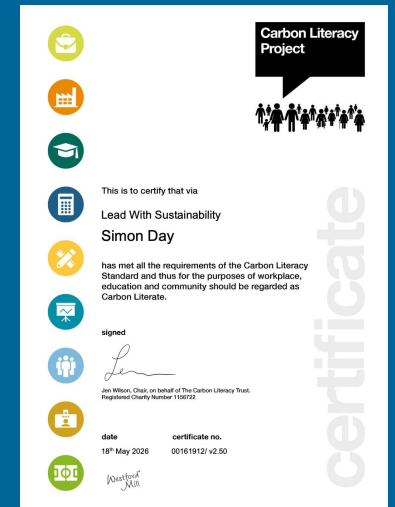 Carbon Literacy
Project
This is to certify that via
Lead With Sustainability
Simon Day
has met all the requirements of the Carbon Literacy
Standard and thus for the purposes of workplace,
education and community should be regarded as
Carbon Literate.
signed
Jen Wilson, Chair, on behalf of The Carbon Literacy Trust.
Registered Charity Number 1156722
date certificate no.
18th May 2026 00161912/ v2.50
Westford
Mill
certificate